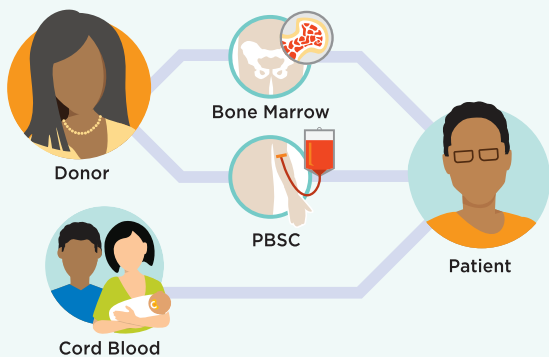 Bone Marrow
Donor
PBSC
Patient
Cord Blood